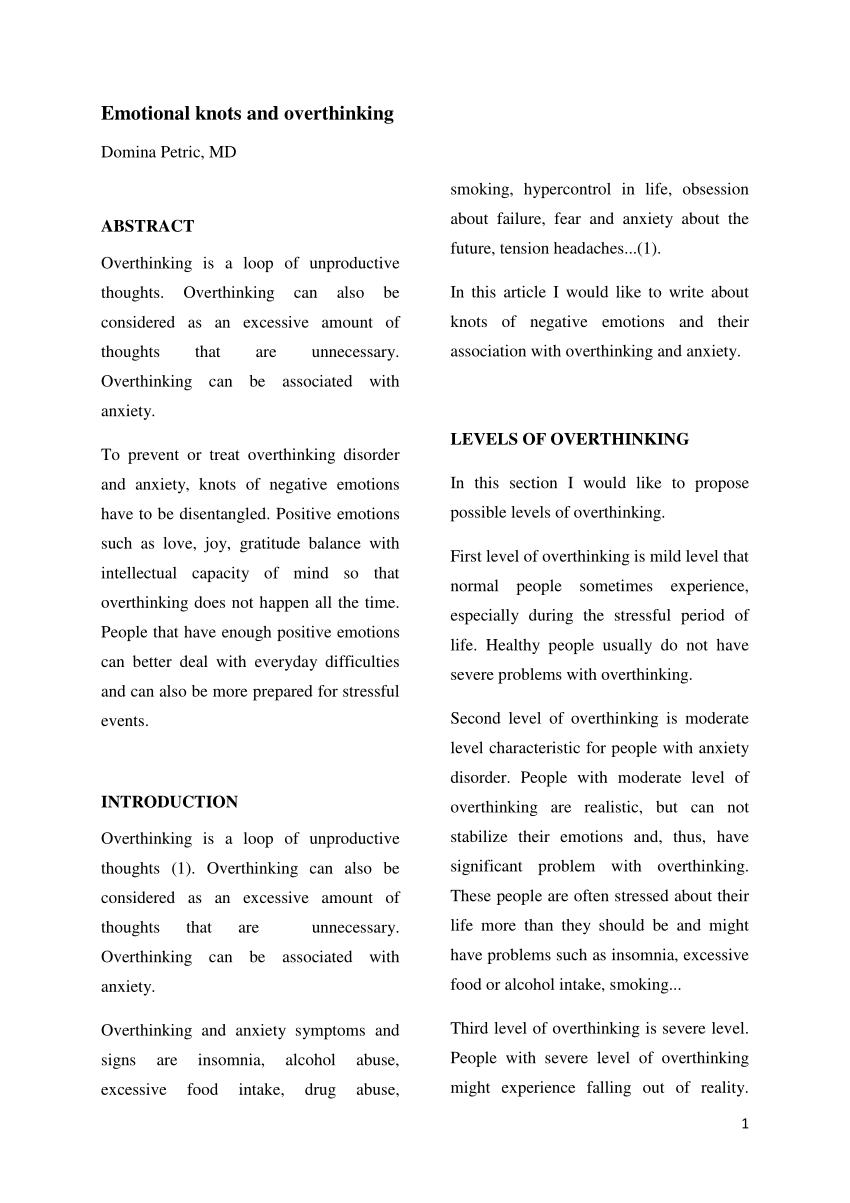 Emotional knots and overthinking
Domina Petric, MD
ABSTRACT
Overthinking is a loop of unproductive
thoughts. Overthinking can also be
considered as an excessive amount of
thoughts that are unnecessary.
Overthinking can be associated with
anxiety.
To prevent or treat overthinking disorder
and anxiety, knots of negative emotions
have to be disentangled. Positive emotions
such as love, joy, gratitude balance with
intellectual capacity of mind so that
overthinking does not happen all the time.
People that have enough positive emotions
can better deal with everyday difficulties
and can also be more prepared for stressful
events.
INTRODUCTION
Overthinking is a loop of unproductive
thoughts (1). Overthinking can also be
considered as an excessive amount of
thoughts that are unnecessary.
Overthinking can be associated with
anxiety.
Overthinking and anxiety symptoms and
signs are insomnia, alcohol abuse,
excessive food intake, drug abuse,
smoking, hypercontrol in life, obsession
about failure, fear and anxiety about the
future, tension headaches...(1).
In this article I would like to write about
knots of negative emotions and their
association with overthinking and anxiety.
LEVELS OF OVERTHINKING
In this section I would like to propose
possible levels of overthinking.
First level of overthinking is mild level that
normal people sometimes experience,
especially during the stressful period of
life. Healthy people usually do not have
severe problems with overthinking.
Second level of overthinking is moderate
level characteristic for people with anxiety
disorder. People with moderate level of
overthinking are realistic, but can not
stabilize their emotions and, thus, have
significant problem with overthinking.
These people are often stressed about their
life more than they should be and might
have problems such as insomnia, excessive
food or alcohol intake, smoking...
Third level of overthinking is severe level.
People with severe level of overthinking
might experience falling out of reality.
1